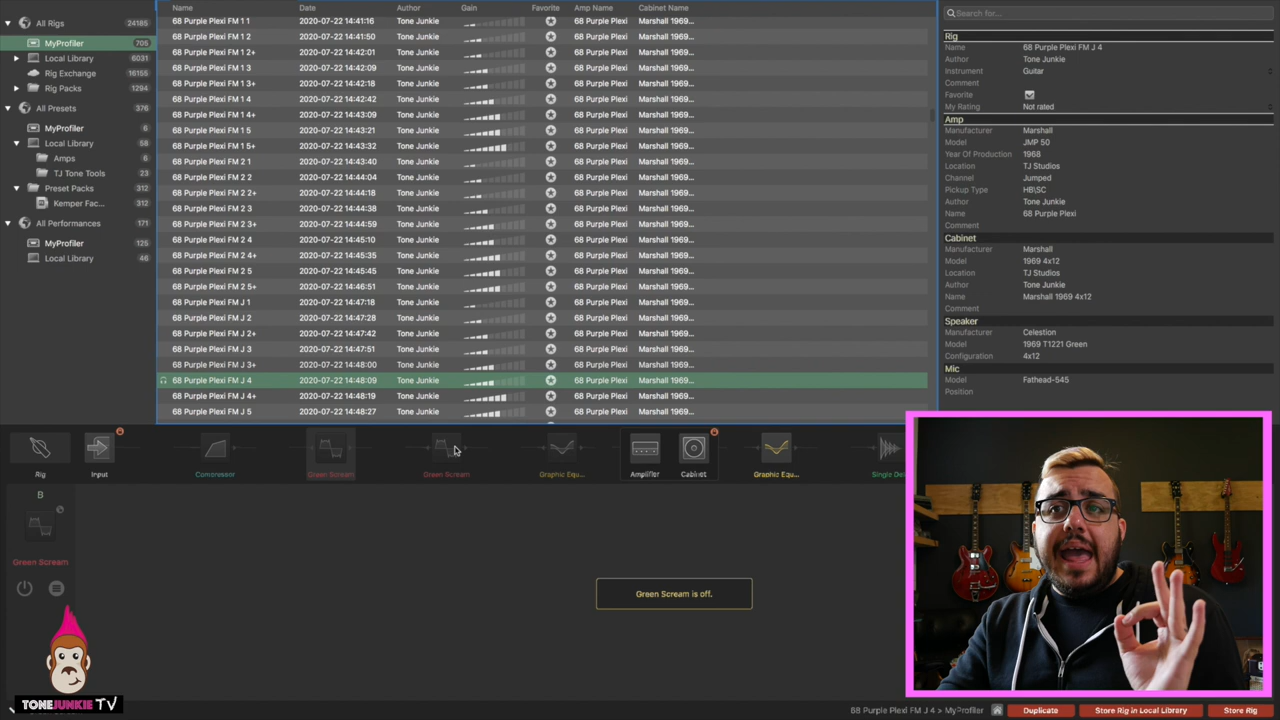 All Rigs 24185
MyProfiler 705
Local Library 6031
Rig Exchange 16155
Rig Packs 1294
All Presets 376
MyProfiler 6
Local Library 58
Amps 6
TJ Tone Tools 23
Preset Packs 312
Kemper Fac... 312
All Performances 171
MyProfiler 125
Local Library 46
Name Date Author Gain Favorite Amp Name Cabinet Name
68 Purple Plexi FM 1 1 2020-07-22 14:41:16 Tone Junkie 68 Purple Plexi Marshall 1969...
68 Purple Plexi FM 1 2 2020-07-22 14:41:50 Tone Junkie 68 Purple Plexi Marshall 1969...
68 Purple Plexi FM 1 2+ 2020-07-22 14:42:01 Tone Junkie 68 Purple Plexi Marshall 1969...
68 Purple Plexi FM 1 3 2020-07-22 14:42:09 Tone Junkie 68 Purple Plexi Marshall 1969...
68 Purple Plexi FM 1 3+ 2020-07-22 14:42:18 Tone Junkie 68 Purple Plexi Marshall 1969...
68 Purple Plexi FM 1 4 2020-07-22 14:42:42 Tone Junkie 68 Purple Plexi Marshall 1969...
68 Purple Plexi FM 1 4+ 2020-07-22 14:43:09 Tone Junkie 68 Purple Plexi Marshall 1969...
68 Purple Plexi FM 1 5 2020-07-22 14:43:21 Tone Junkie 68 Purple Plexi Marshall 1969...
68 Purple Plexi FM 1 5+ 2020-07-22 14:43:32 Tone Junkie 68 Purple Plexi Marshall 1969...
68 Purple Plexi FM 2 1 2020-07-22 14:43:40 Tone Junkie 68 Purple Plexi Marshall 1969...
68 Purple Plexi FM 2 2 2020-07-22 14:44:04 Tone Junkie 68 Purple Plexi Marshall 1969...
68 Purple Plexi FM 2 2+ 2020-07-22 14:44:18 Tone Junkie 68 Purple Plexi Marshall 1969...
68 Purple Plexi FM 2 3 2020-07-22 14:44:38 Tone Junkie 68 Purple Plexi Marshall 1969...
68 Purple Plexi FM 2 3+ 2020-07-22 14:44:59 Tone Junkie 68 Purple Plexi Marshall 1969...
68 Purple Plexi FM 2 4 2020-07-22 14:45:10 Tone Junkie 68 Purple Plexi Marshall 1969...
68 Purple Plexi FM 2 4+ 2020-07-22 14:45:35 Tone Junkie 68 Purple Plexi Marshall 1969...
68 Purple Plexi FM 2 5 2020-07-22 14:45:45 Tone Junkie 68 Purple Plexi Marshall 1969...
68 Purple Plexi FM 2 5+ 2020-07-22 14:46:51 Tone Junkie 68 Purple Plexi Marshall 1969...
68 Purple Plexi FM J 1 2020-07-22 14:47:18 Tone Junkie 68 Purple Plexi Marshall 1969...
68 Purple Plexi FM J 2 2020-07-22 14:47:28 Tone Junkie 68 Purple Plexi Marshall 1969...
68 Purple Plexi FM J 2+ 2020-07-22 14:47:42 Tone Junkie 68 Purple Plexi Marshall 1969...
68 Purple Plexi FM J 3 2020-07-22 14:47:51 Tone Junkie 68 Purple Plexi Marshall 1969...
68 Purple Plexi FM J 3+ 2020-07-22 14:48:00 Tone Junkie 68 Purple Plexi Marshall 1969...
68 Purple Plexi FM J 4 2020-07-22 14:48:09 Tone Junkie 68 Purple Plexi Marshall 1969...
68 Purple Plexi FM J 4+ 2020-07-22 14:48:19 Tone Junkie 68 Purple Plexi Marshall 1969...
68 Purple Plexi FM J 5 2020-07-22 14:48:27 Tone Junkie 68 Purple Plexi Marshall 1969...
Search for...
Rig
Name 68 Purple Plexi FM J 4
Author Tone Junkie
Instrument Guitar
Comment
Favorite
My Rating Not rated
Amp
Manufacturer Marshall
Model JMP 50
Year Of Production 1968
Location TJ Studios
Channel Jumped
Pickup Type HB\SC
Author Tone Junkie
Name 68 Purple Plexi
Comment
Cabinet
Manufacturer Marshall
Model 1969 4x12
Location TJ Studios
Author Tone Junkie
Name Marshall 1969 4x12
Comment
Speaker
Manufacturer Celestion
Model 1969 T1221 Green
Configuration 4x12
Mic
Model Fathead-545
Position
Rig Input Compressor Green Scream Green Scream Graphic Equ... Amplifier Cabinet Graphic Equ... Single De
B
Green Scream
Green Scream is off.
TONEJUNKIE TV
68 Purple Plexi FM J 4 > MyProfiler Duplicate Store Rig in Local Library Store Rig